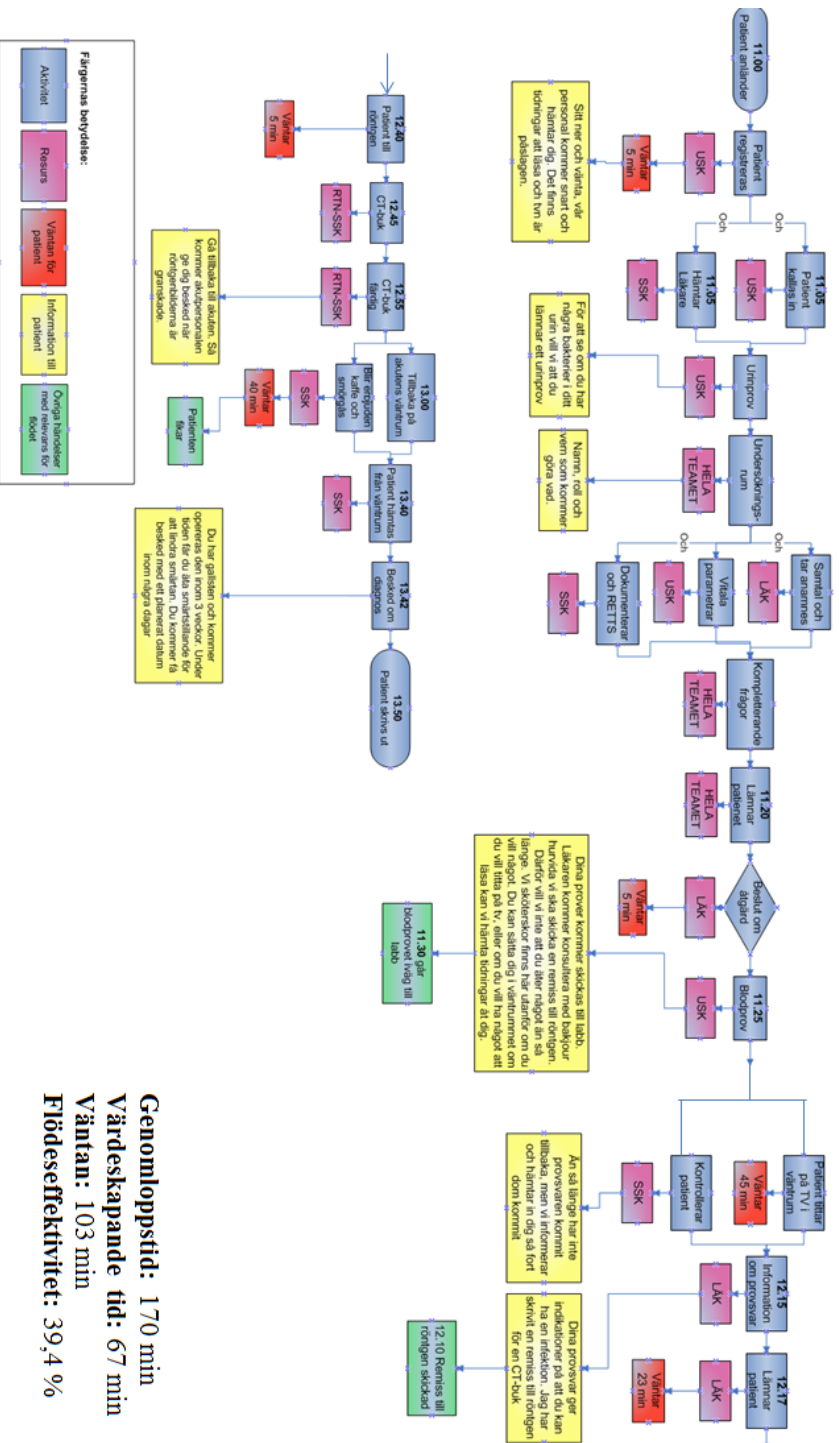 11.00
Patient anländer
Patient
registreras
USK
Väntar
5 min
Sitt ner och vänta, vår
personal kommer snart och
hämtar dig. Det finns
tidningar att läsa och tvn är
påslagen.
Och
Och
11.05
Patient
kallas in
USK
11.05
Hämtar
Läkare
SSK
Urinprov
USK
För att se om du har
några bakterier i ditt
urin vill vi att du
lämnar ett urinprov
Undersöknings-
rum
HELA
TEAMET
Namn, roll och
vem som kommer
göra vad.
Och
Och
Samtal och
tar anamnes
LÄK
Vitala
parametrar
USK
Dokumenterar
och RETTS
SSK
Kompletterande
frågor
HELA
TEAMET
11.20
Lämnar
patienet
HELA
TEAMET
Beslut om
åtgärd
LÄK
Väntar
5 min
11.25
Blodprov
USK
Dina prover kommer skickas till labb.
Läkaren kommer konsultera med bakjour
hurvida vi ska skicka en remiss till röntgen.
Därför vill vi inte att du äter något än så
länge. Vi sköterskor finns här utanför om du
vill något. Du kan sätta dig i väntrummet om
du vill titta på tv, eller om du vill ha något att
läsa kan vi hämta tidningar åt dig.
11.30 går
blodprovet iväg till
labb
Patient tittar
på TV i
väntrum
Väntar
45 min
Kontrollerar
patient
SSK
Än så länge har inte
provsvaren kommit
tillbaka, men vi informerar
och hämtar in dig så fort
dom kommit
12.15
Information
om provsvar
LÄK
Dina provsvar ger
indikationer på att du kan
ha en infektion. Jag har
skrivit en remiss till röntgen
för en CT-buk
12.10 Remiss till
röntgen skickad
12.17
Lämnar
patient
LÄK
Väntar
23 min
12.40
Patient till
röntgen
Väntar
5 min
12.45
CT-buk
RTN-SSK
12.55
CT-buk
färdig
RTN-SSK
Gå tillbaka till akuten. Så
kommer akutpersonalen
ge dig besked när
röntgenbilderna är
granskade.
13.00
Tillbaka på
akutens väntrum
Blir erbjuden
kaffe och
smörgås
SSK
Väntar
40 min
Patienten
fikar
13.40
Patient hämtas
från väntrum
SSK
13.42
Besked om
diagnos
Du har gallsten och kommer
opereras den inom 3 veckor. Under
tiden får du äta smärtstillande för
att lindra smärtan. Du kommer få
besked med ett planerat datum
inom några dagar
13.50
Patient skrivs ut
Färgernas betydelse:
Aktivitet
Resurs
Väntan för
patient
Information till
patient
Övriga händelser
med relevans för
flödet
Genomloppstid: 170 min
Värdeskapande tid: 67 min
Väntan: 103 min
Flödeseffektivitet: 39,4 %